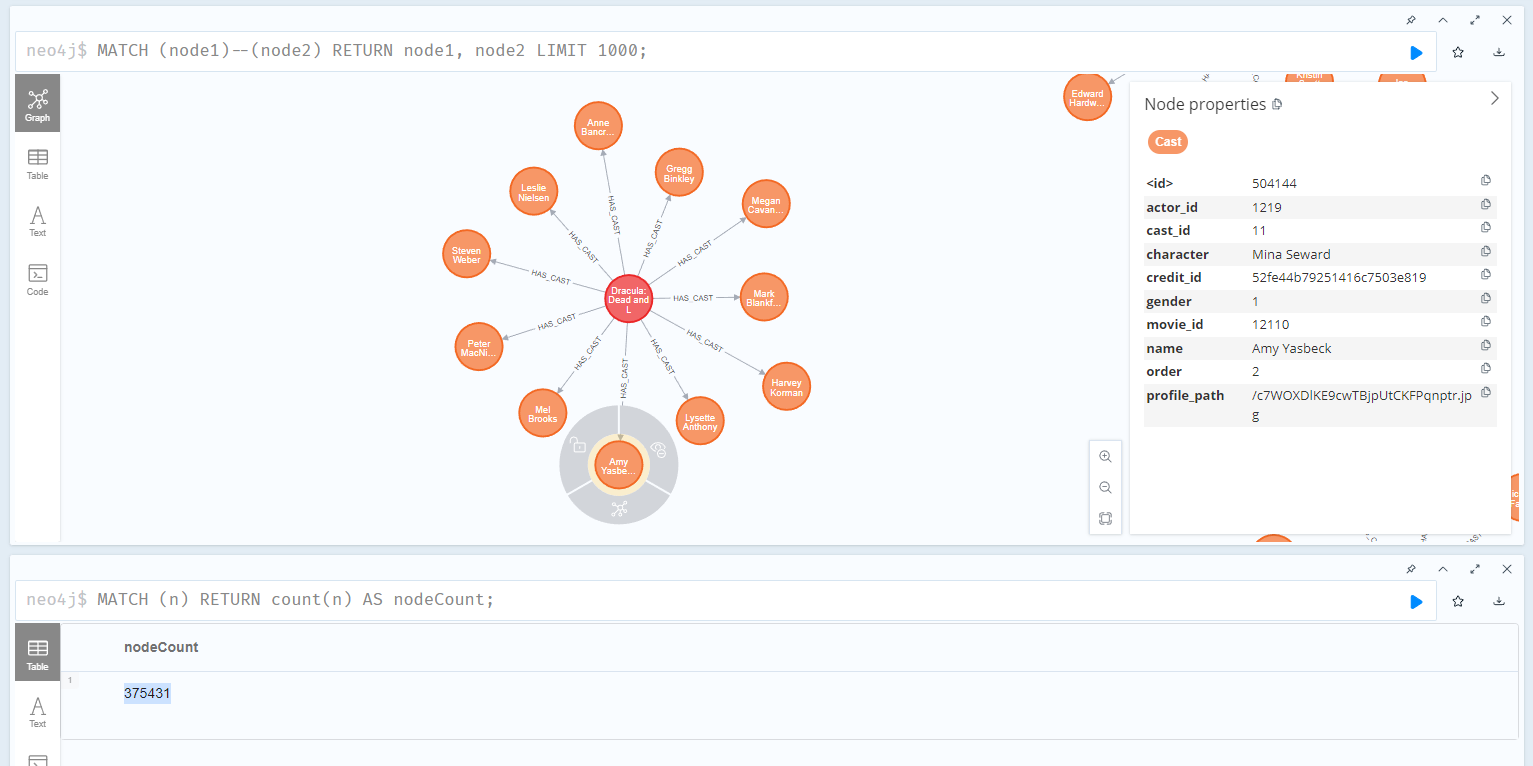 neo4j$ MATCH (node1)--(node2) RETURN node1, node2 LIMIT 1000;
Graph
Table
Text
Code
Anne
Bancr...
Gregg
Binkley
Leslie
Nielsen
Megan
Cavan...
Steven
Weber
Dracula:
Dead and
L
Mark
Blankf...
Peter
MacNi...
Harvey
Korman
Mel
Brooks
Lysette
Anthony
Amy
Yasbe...
HAS_CAST
HAS_CAST
HAS_CAST
HAS_CAST
HAS_CAST
HAS_CAST
HAS_CAST
HAS_CAST
HAS_CAST
HAS_CAST
HAS_CAST
Edward
Hardw...
Node properties
Cast
<id> 504144
actor_id 1219
cast_id 11
character Mina Seward
credit_id 52fe44b79251416c7503e819
gender 1
movie_id 12110
name Amy Yasbeck
order 2
profile_path /c7WOXDlKE9cwTBjpUtCKFPqnptr.jp
g
neo4j$ MATCH (n) RETURN count(n) AS nodeCount;
Table
Text
nodeCount
1
375431